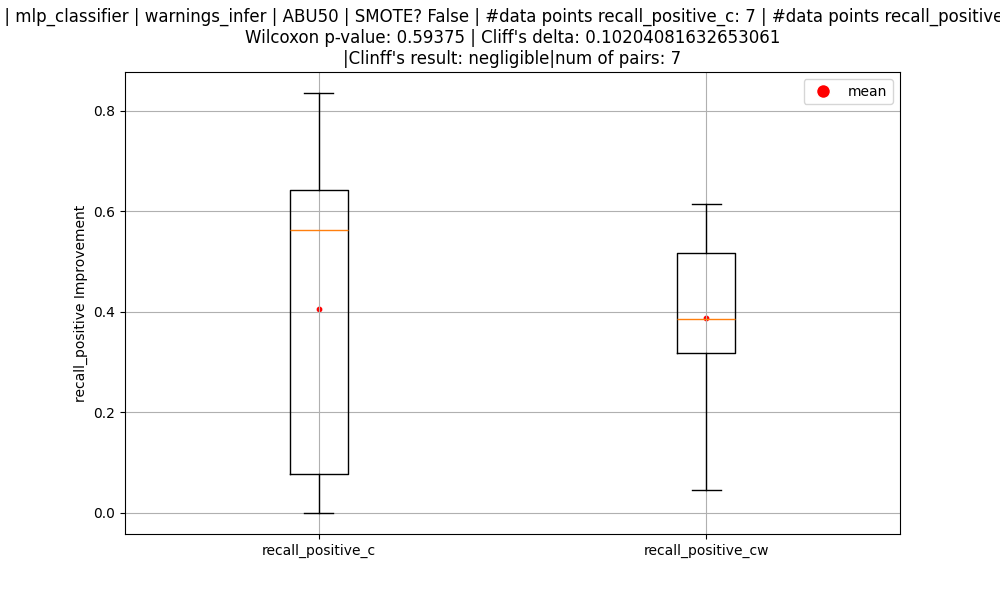 | mlp_classifier | warnings_infer | ABU50 | SMOTE? False | #data points recall_positive_c: 7 | #data points recall_positive
Wilcoxon p-value: 0.59375 | Cliff's delta: 0.10204081632653061
|Clinff's result: negligible|num of pairs: 7
mean
0.8
0.6
0.4
0.2
0.0
recall_positive Improvement
recall_positive_c
recall_positive_cw